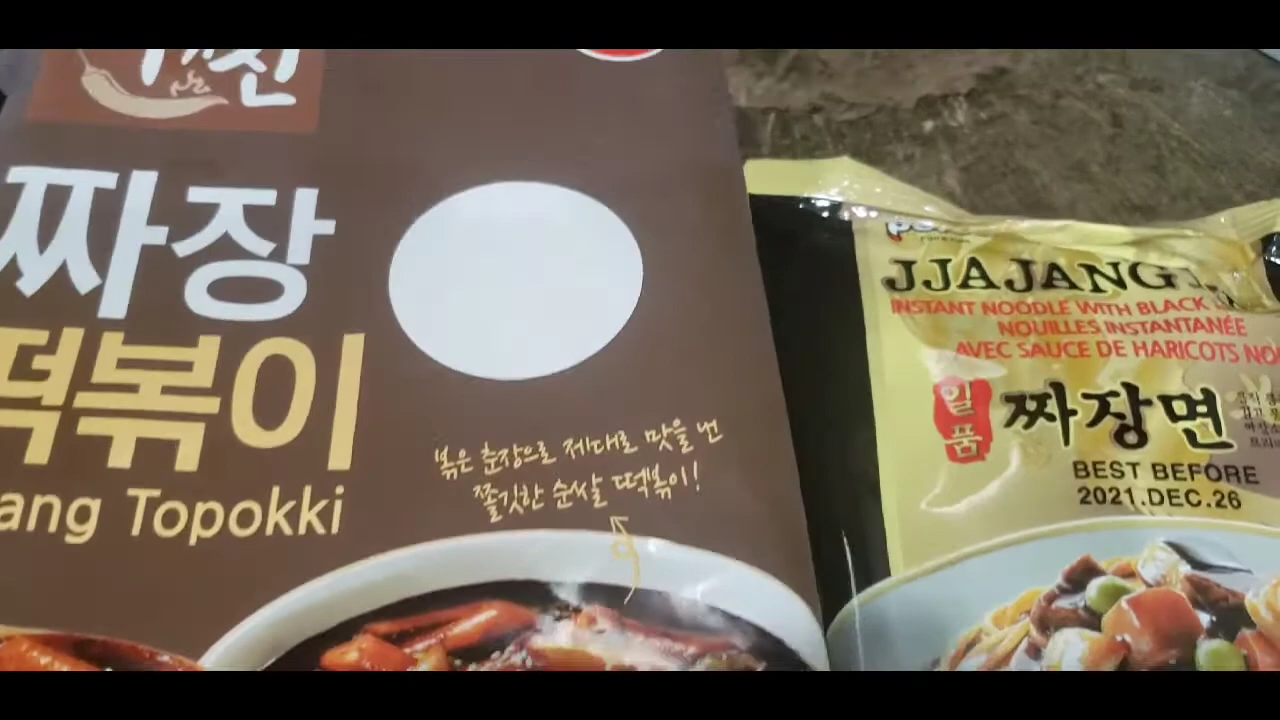 짜장
떡볶이
ang Topokki
볶은 춘장으로 제대로 맛을 낸
쫄깃한 순쌀 떡볶이!
JJAJANG
INSTANT NOODLE WITH BLACK
NOUILLES INSTANTANÉE
AVEC SAUCE DE HARICOTS NO
일품
짜장면
BEST BEFORE
2021.DEC.26